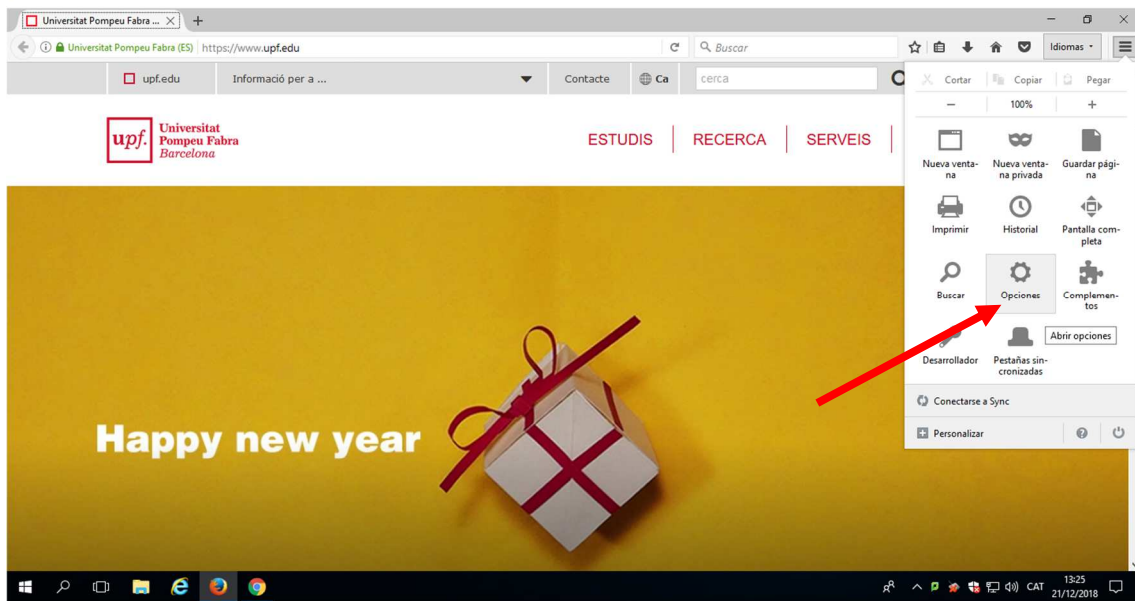 Universitat Pompeu Fabra ...
Universitat Pompeu Fabra (ES)
https://www.upf.edu
Buscar
Idiomas
upf.edu
Informació per a ...
Contacte
Ca
cerca
upf.
Universitat
Pompeu Fabra
Barcelona
ESTUDIS
RECERCA
SERVEIS
Cortar
Copiar
Pegar
100%
Nueva venta-
na
Nueva venta-
na privada
Guardar pági-
na
Imprimir
Historial
Pantalla com-
pleta
Buscar
Opciones
Complemen-
tos
Abrir opciones
Desarrollador
Pestañas sin-
cronizadas
Conectarse a Sync
Personalizar
Happy new year
CAT
13:25
21/12/2018